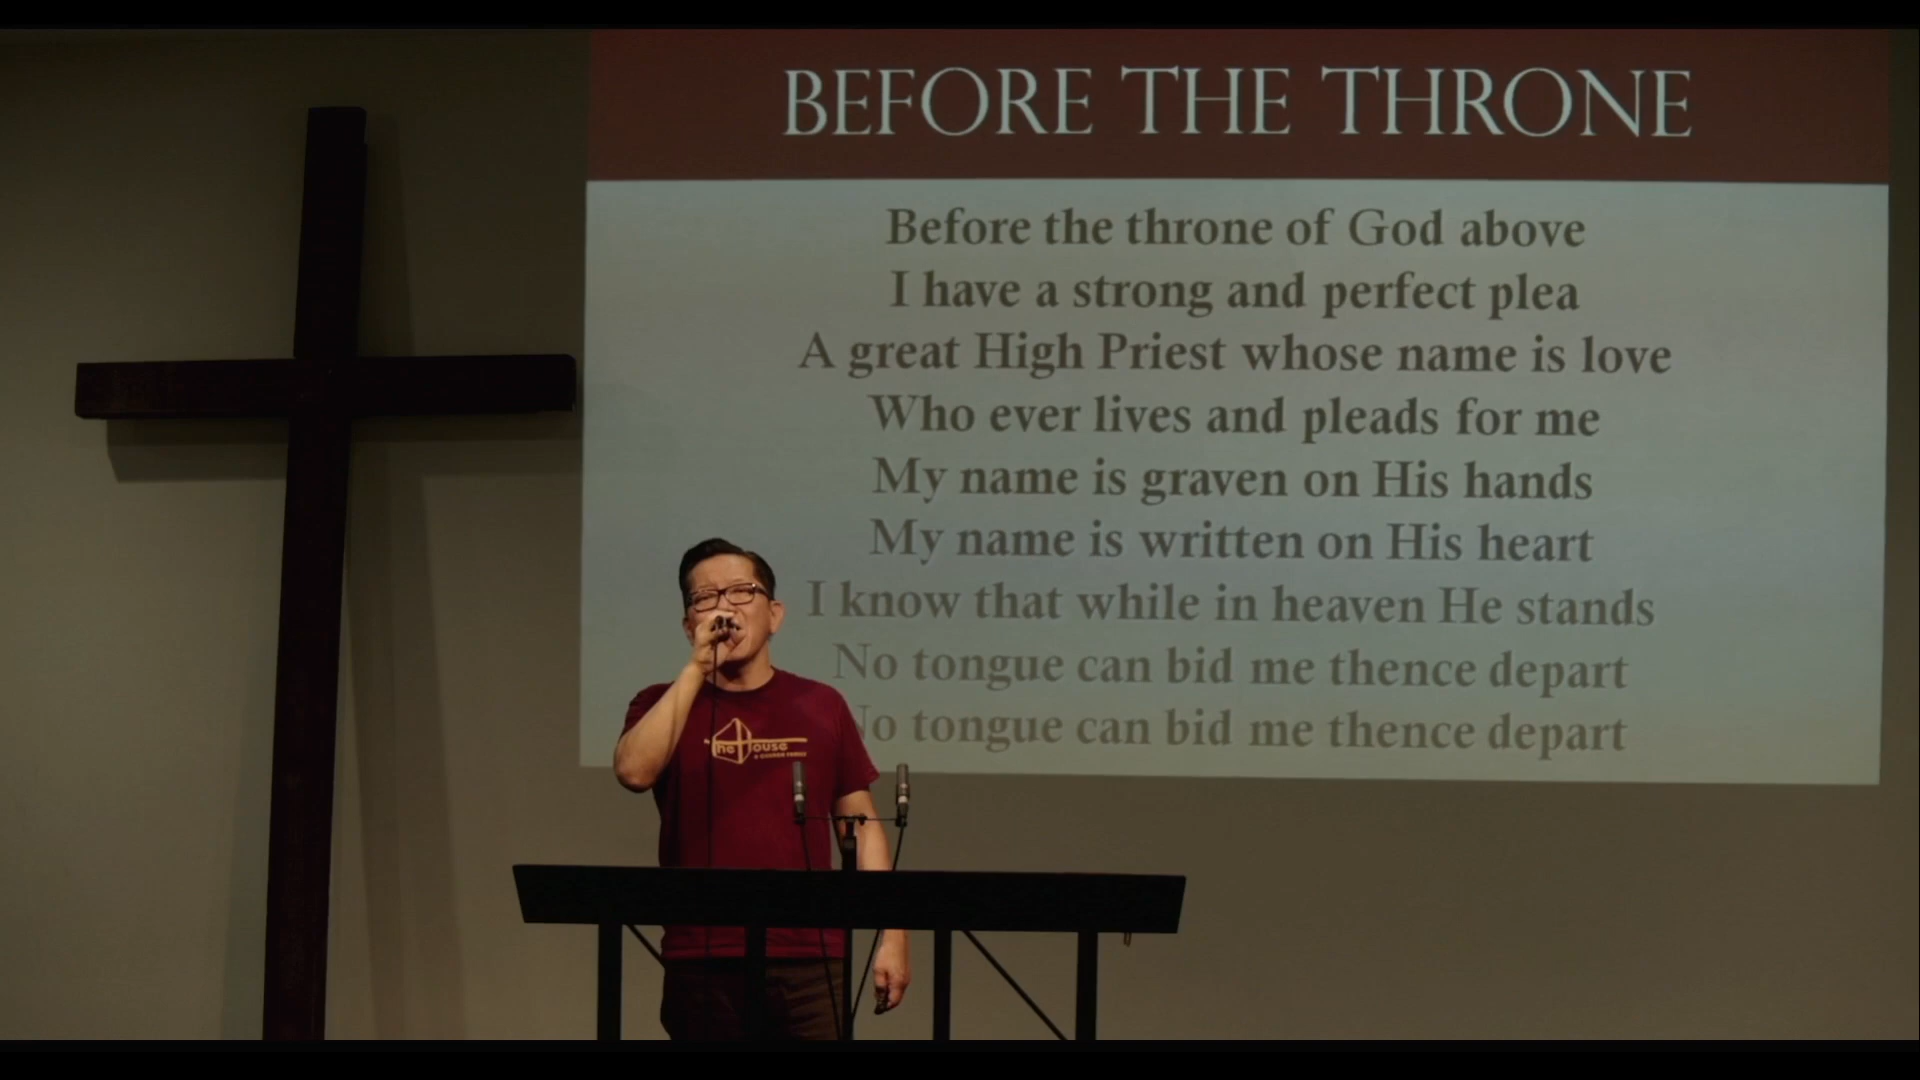 BEFORE THE THRONE
Before the throne of God above
I have a strong and perfect plea
A great High Priest whose name is love
Who ever lives and pleads for me
My name is graven on His hands
My name is written on His heart
I know that while in heaven He stands
No tongue can bid me thence depart
No tongue can bid me thence depart
The House